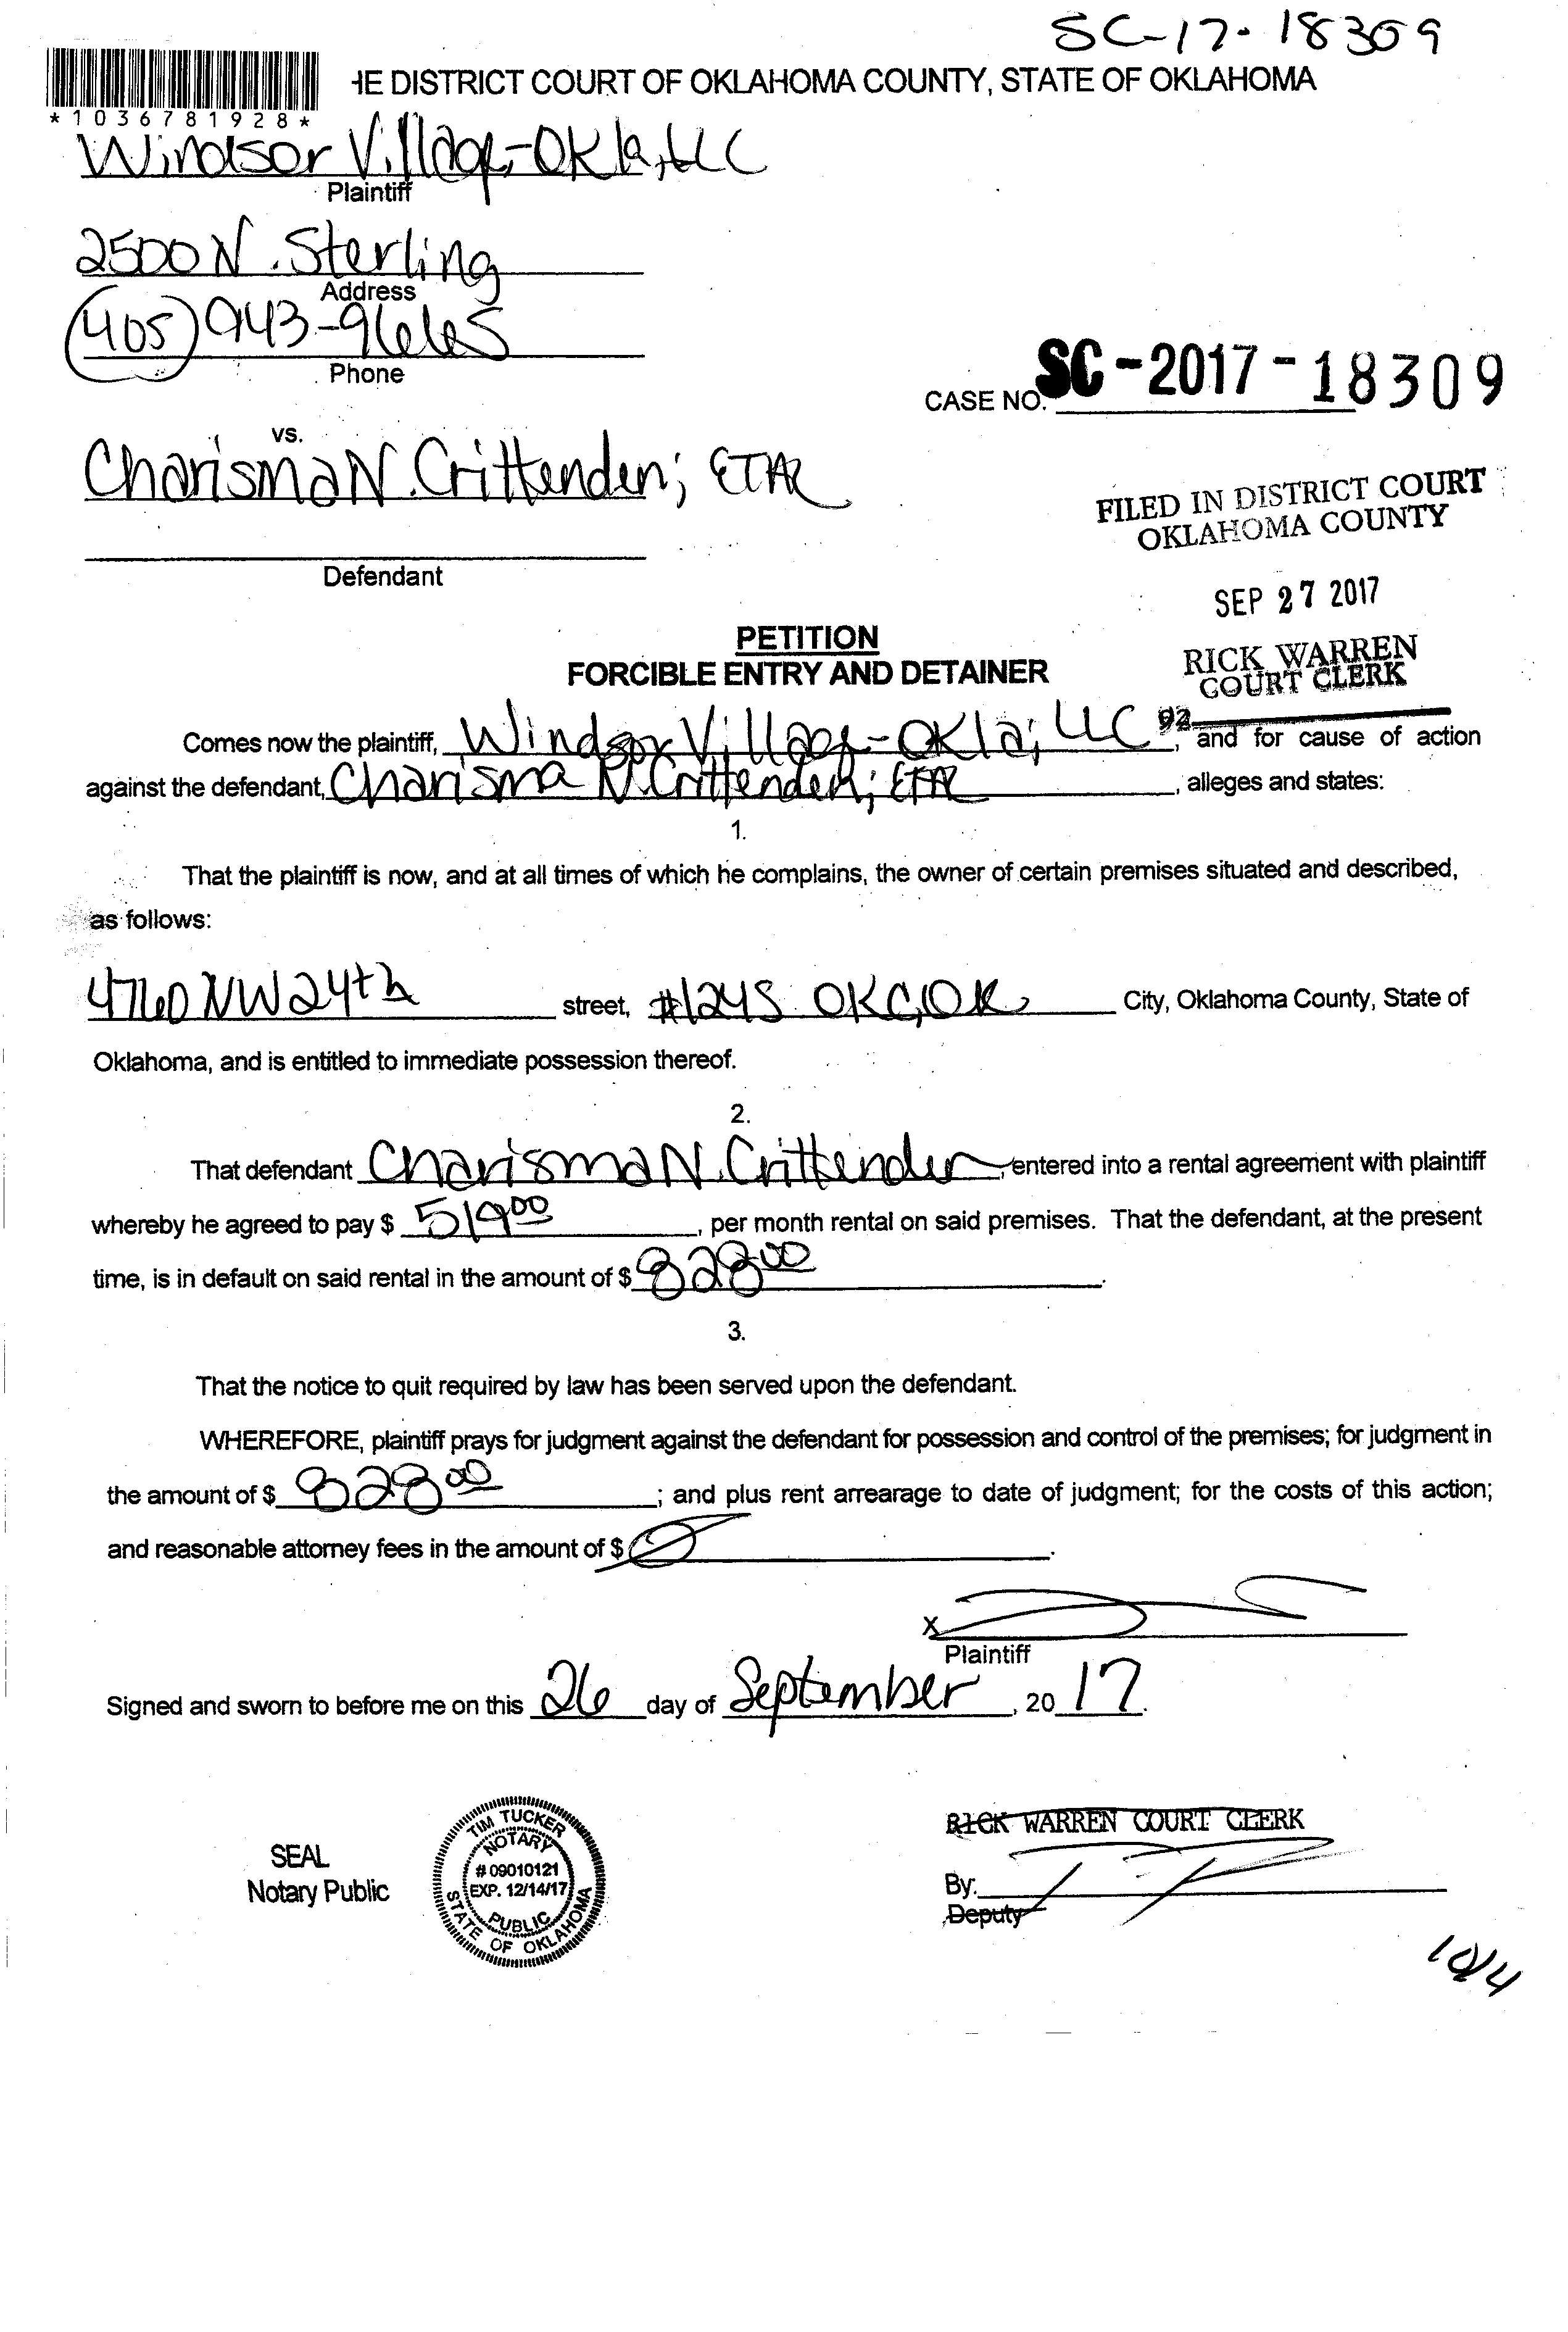 SC-17-18309
HE DISTRICT COURT OF OKLAHOMA COUNTY, STATE OF OKLAHOMA
*1036781928*
Windsor Village-Okla, LLC
Plaintiff
2500 N. Sterling
Address
(405) 943-9665
Phone
CASE NO. SC-2017-18309
vs.
Charisma N. Crittenden; ETAL
FILED IN DISTRICT COURT
OKLAHOMA COUNTY
Defendant
SEP 27 2017
PETITION
FORCIBLE ENTRY AND DETAINER
RICK WARREN
COURT CLERK
92
Comes now the plaintiff, Windsor Village-Okla, LLC, and for cause of action
against the defendant, Charisma N. Crittenden; ETAL, alleges and states:
1.
That the plaintiff is now, and at all times of which he complains, the owner of certain premises situated and described,
as follows:
4760 NW 24th street, #124S OKC, OK City, Oklahoma County, State of
Oklahoma, and is entitled to immediate possession thereof.
2.
That defendant Charisma N. Crittenden, entered into a rental agreement with plaintiff
whereby he agreed to pay $ 519 00, per month rental on said premises. That the defendant, at the present
time, is in default on said rental in the amount of $ 828 00.
3.
That the notice to quit required by law has been served upon the defendant.
WHEREFORE, plaintiff prays for judgment against the defendant for possession and control of the premises; for judgment in
the amount of $ 828 00; and plus rent arrearage to date of judgment; for the costs of this action;
and reasonable attorney fees in the amount of $ 0.
X
Plaintiff
Signed and sworn to before me on this 26 day of September, 20 17.
SEAL
Notary Public
TIM TUCKER
NOTARY
# 09010121
EXP. 12/14/17
PUBLIC
STATE OF OKLAHOMA
RICK WARREN COURT CLERK
By:
Deputy
10/4